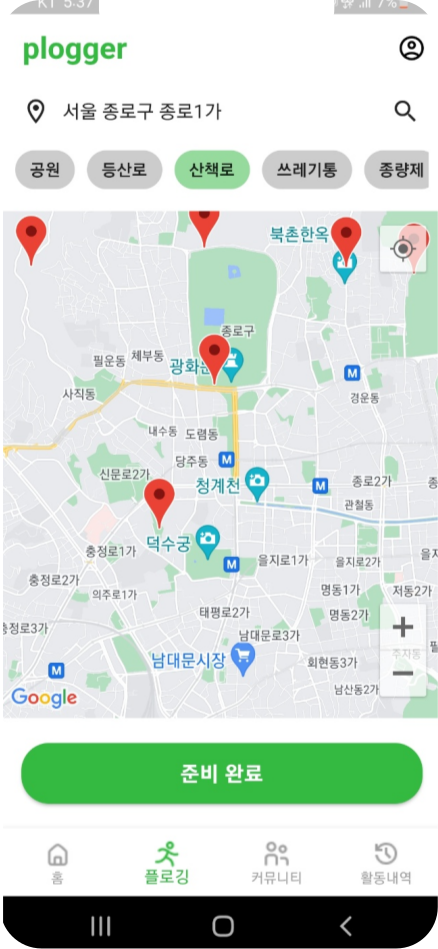 KT 5:37 7%
plogger
서울 종로구 종로1가
공원 등산로 산책로 쓰레기통 종량제
북촌한옥
종로구
필운동 체부동 광화문
M
사직동 경운동
내수동 도렴동
당주동 M
신문로2가 청계천 M 종로2가 종
관철동
덕수궁
충정로1가 M 을지로1가 을지로2가
충정로2가 의주로1가 명동1가 저동2가
태평로2가 명동2가
충정로3가 남대문로3가
남대문시장 회현동3가
M 남산동2가
Google
+
−
준비 완료
홈 플로깅 커뮤니티 활동내역